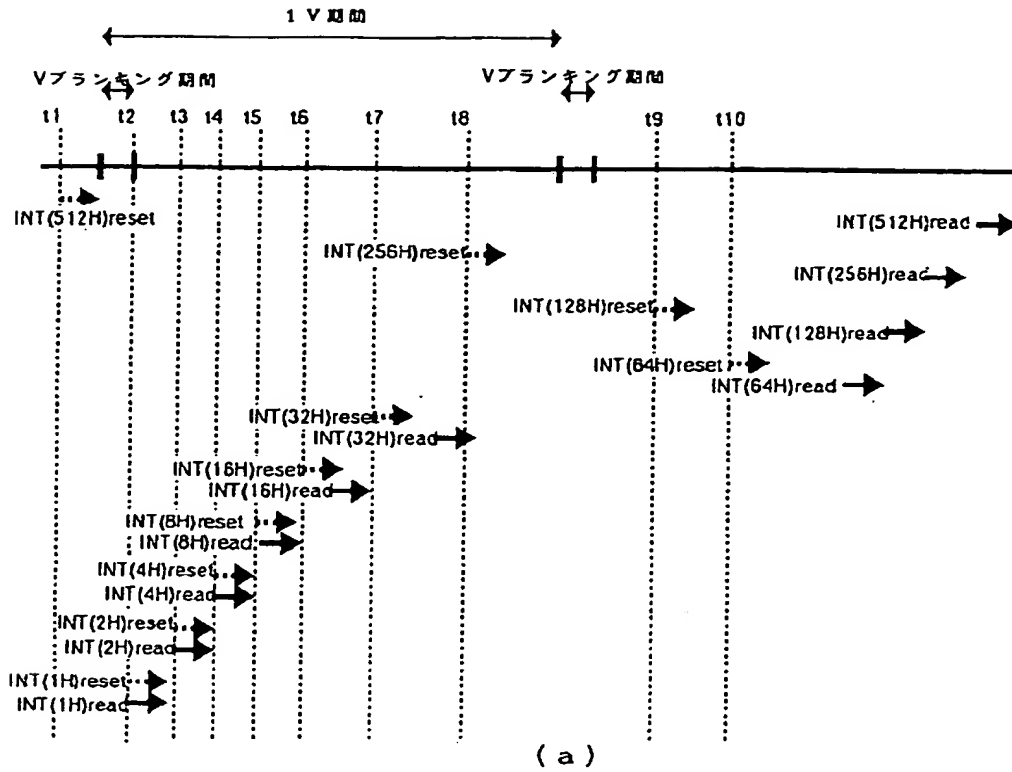 1 V 期間
Vブランキング期間
Vブランキング期間
t1
t2
t3
t4
t5
t6
t7
t8
t9
t10
INT(512H)reset
INT(512H)read
INT(256H)reset
INT(256H)read
INT(128H)reset
INT(128H)read
INT(64H)reset
INT(64H)read
INT(32H)reset
INT(32H)read
INT(16H)reset
INT(16H)read
INT(8H)reset
INT(8H)read
INT(4H)reset
INT(4H)read
INT(2H)reset
INT(2H)read
INT(1H)reset
INT(1H)read
(a)